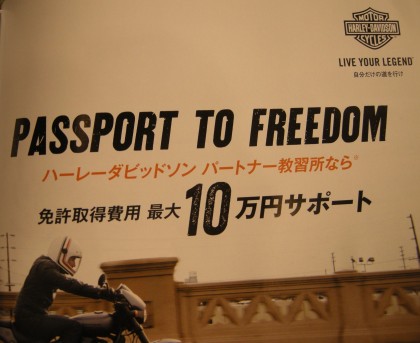 MOTOR
HARLEY-DAVIDSON
CYCLES
LIVE YOUR LEGEND
自分だけの道を行け
PASSPORT TO FREEDOM
ハーレーダビッドソン パートナー教習所なら※
免許取得費用 最大10万円サポート